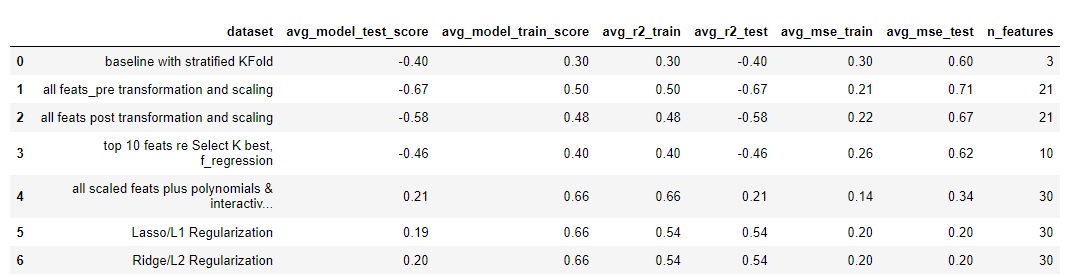 dataset avg_model_test_score avg_model_train_score avg_r2_train avg_r2_test avg_mse_train avg_mse_test n_features
0 baseline with stratified KFold -0.40 0.30 0.30 -0.40 0.30 0.60 3
1 all feats_pre transformation and scaling -0.67 0.50 0.50 -0.67 0.21 0.71 21
2 all feats post transformation and scaling -0.58 0.48 0.48 -0.58 0.22 0.67 21
3 top 10 feats re Select K best, f_regression -0.46 0.40 0.40 -0.46 0.26 0.62 10
4 all scaled feats plus polynomials & interactiv... 0.21 0.66 0.66 0.21 0.14 0.34 30
5 Lasso/L1 Regularization 0.19 0.66 0.54 0.54 0.20 0.20 30
6 Ridge/L2 Regularization 0.20 0.66 0.54 0.54 0.20 0.20 30